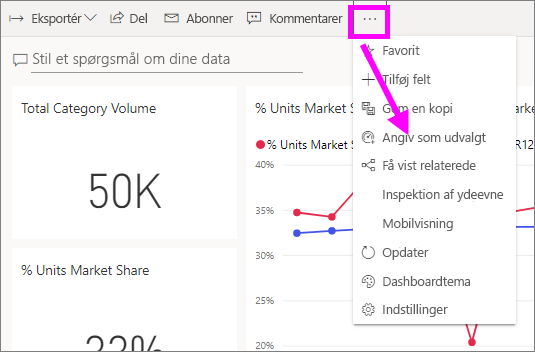 Eksportér Del Abonner Kommentarer ...
Favorit
Stil et spørgsmål om dine data
Tilføj felt
Total Category Volume
% Units Market Sh
Gem en kopi
% Units Market S
Angiv som udvalgt
R12
40%
Få vist relaterede
50K
35%
Inspektion af ydeevne
Mobilvisning
30%
Opdater
% Units Market Share
25%
Dashboardtema
Indstillinger
20%